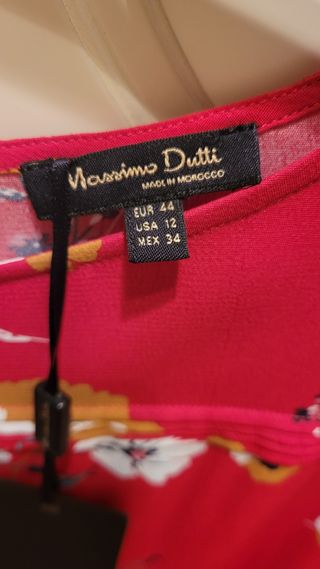 Massimo Dutti
MADE IN MOROCCO
EUR 44
USA 12
MEX 34